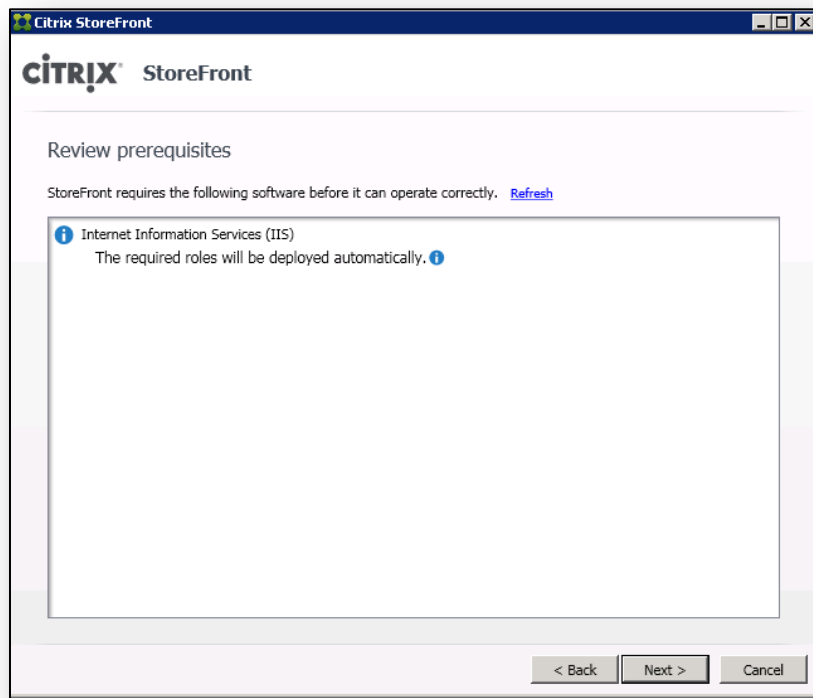 Citrix StoreFront
CITRIX StoreFront
Review prerequisites
StoreFront requires the following software before it can operate correctly. Refresh
Internet Information Services (IIS)
The required roles will be deployed automatically.
< Back Next > Cancel